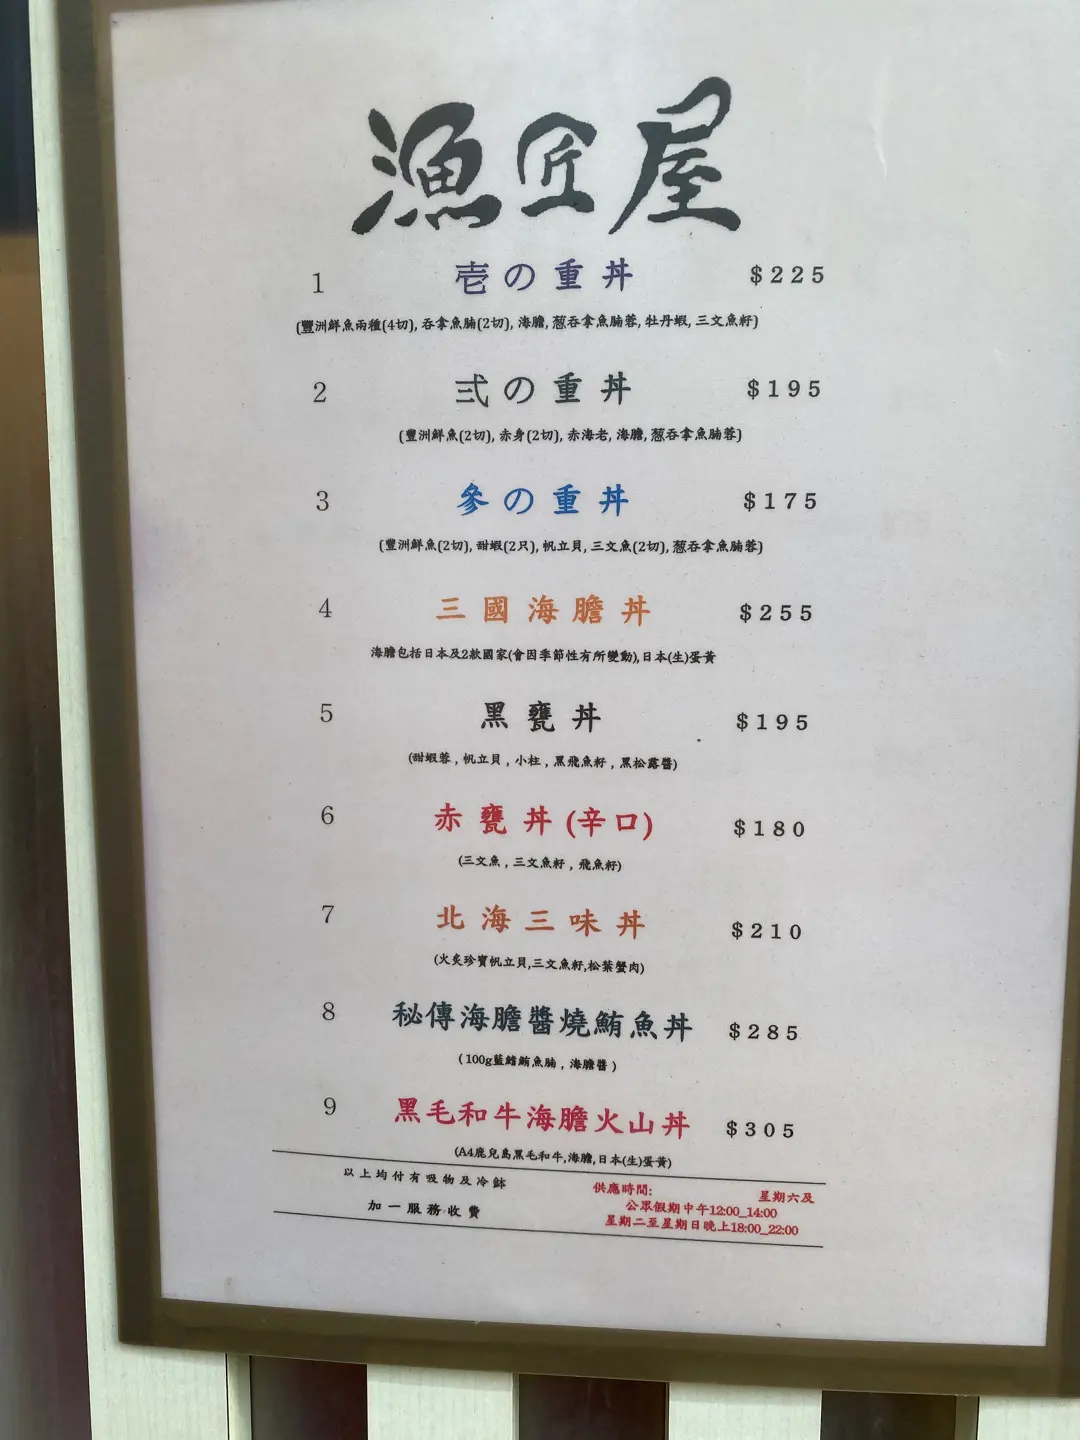 漁匠屋
1 壱の重丼 $225
(豐洲鮮魚兩種(4切), 吞拿魚腩(2切), 海膽, 葱吞拿魚腩蓉, 牡丹蝦, 三文魚籽)
2 弍の重丼 $195
(豐洲鮮魚(2切), 赤身(2切), 赤海老, 海膽, 葱吞拿魚腩蓉)
3 參の重丼 $175
(豐洲鮮魚(2切), 甜蝦(2只), 帆立貝, 三文魚(2切), 葱吞拿魚腩蓉)
4 三國海膽丼 $255
海膽包括日本及2款國家(會因季節性有所變動),日本(生)蛋黃
5 黑甕丼 $195
(甜蝦蓉 , 帆立貝 , 小柱 , 黑飛魚籽 , 黑松露醬)
6 赤甕丼(辛口) $180
(三文魚 , 三文魚籽 , 飛魚籽)
7 北海三味丼 $210
(火炙珍寶帆立貝,三文魚籽,松葉蟹肉)
8 秘傳海膽醬燒鮪魚丼 $285
( 100g藍鰭鮪魚腩 , 海膽醬 )
9 黑毛和牛海膽火山丼 $305
(A4鹿兒島黑毛和牛,海膽,日本(生)蛋黃)
以上均付有吸物及冷鉢
加一服務收費
供應時間: 星期六及
公眾假期中午12:00_14:00
星期二至星期日晚上18:00_22:00